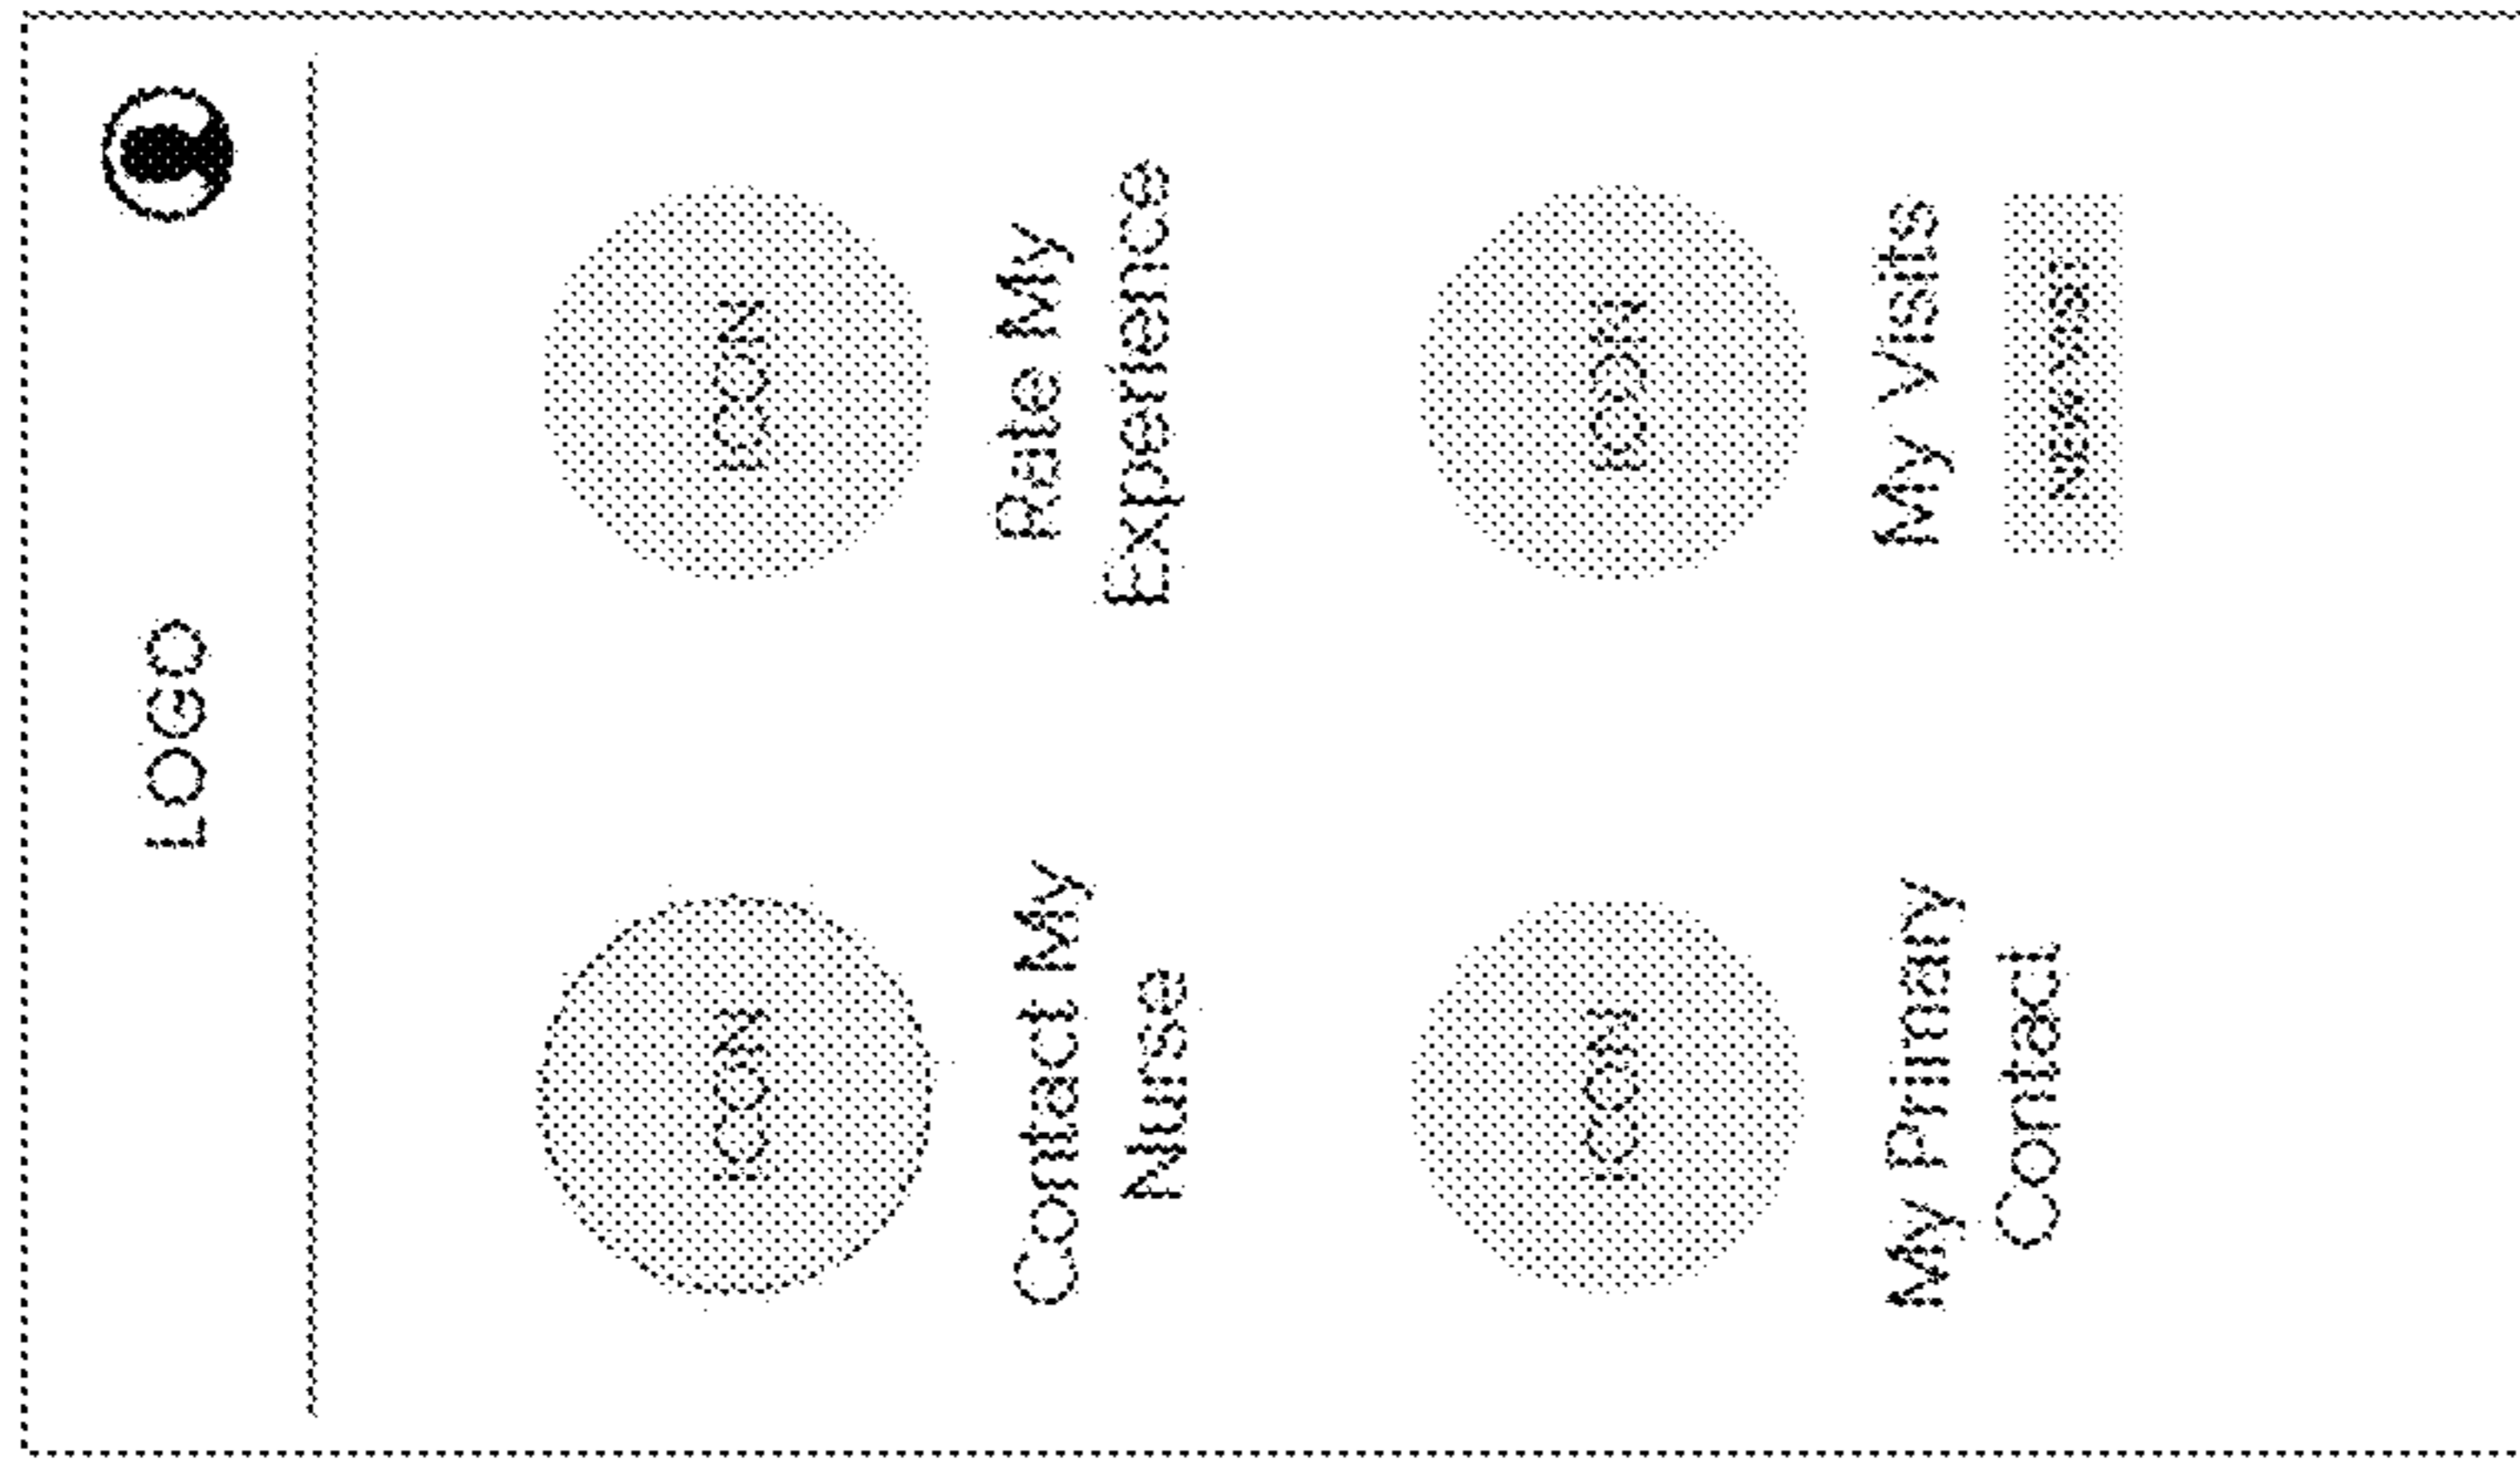 LOGO
ICON
ICON
Contact My
Nurse
Rate My
Experience
ICON
ICON
My Primary
Contact
My Visits
New Visit